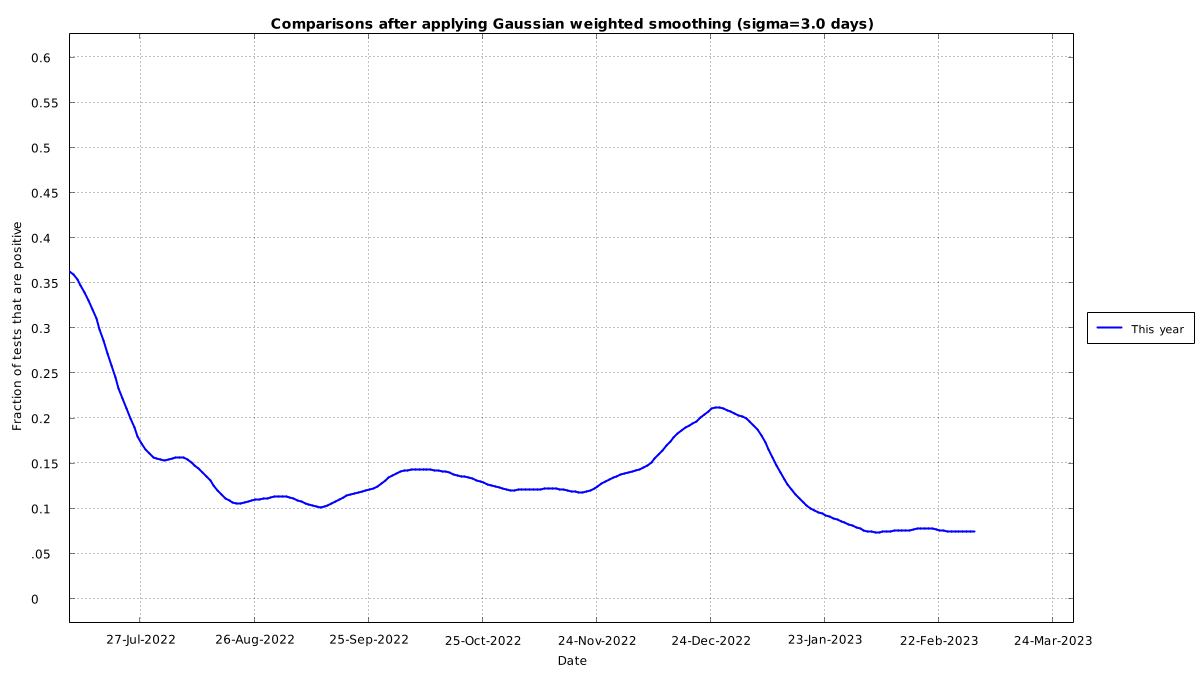 Comparisons after applying Gaussian weighted smoothing (sigma=3.0 days)
0.6
0.55
0.5
0.45
0.4
0.35
0.3
0.25
0.2
0.15
0.1
.05
0
Fraction of tests that are positive
27-Jul-2022 26-Aug-2022 25-Sep-2022 25-Oct-2022 24-Nov-2022 24-Dec-2022 23-Jan-2023 22-Feb-2023 24-Mar-2023
Date
This year